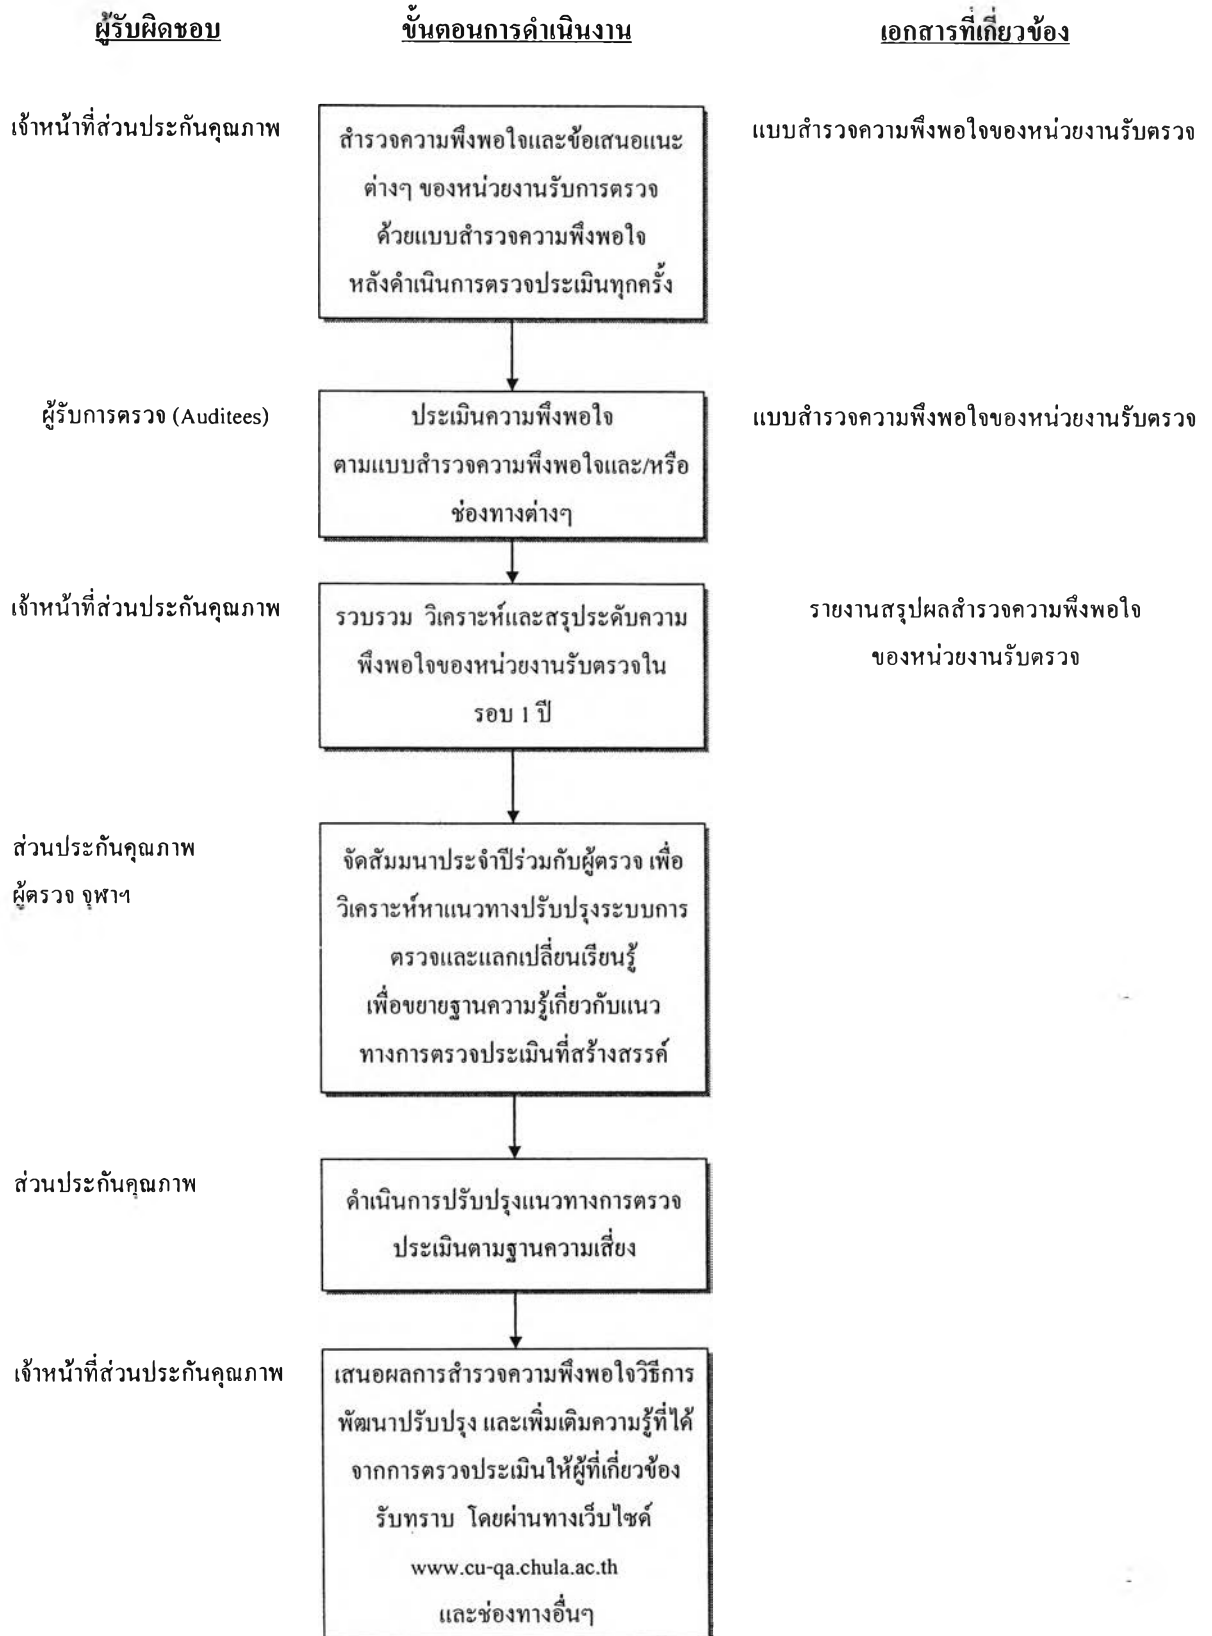 ผู้รับผิดชอบ
ขั้นตอนการดำเนินงาน
เอกสารที่เกี่ยวข้อง
เจ้าหน้าที่ส่วนประกันคุณภาพ
สำรวจความพึงพอใจและข้อเสนอแนะ
ต่างๆ ของหน่วยงานรับการตรวจ
ด้วยแบบสำรวจความพึงพอใจ
หลังดำเนินการตรวจประเมินทุกครั้ง
แบบสำรวจความพึงพอใจของหน่วยงานรับตรวจ
ผู้รับการตรวจ (Auditees)
ประเมินความพึงพอใจ
ตามแบบสำรวจความพึงพอใจและ/หรือ
ช่องทางต่างๆ
แบบสำรวจความพึงพอใจของหน่วยงานรับตรวจ
เจ้าหน้าที่ส่วนประกันคุณภาพ
รวบรวม วิเคราะห์และสรุประดับความ
พึงพอใจของหน่วยงานรับตรวจใน
รอบ 1 ปี
รายงานสรุปผลสำรวจความพึงพอใจ
ของหน่วยงานรับตรวจ
ส่วนประกันคุณภาพ
ผู้ตรวจ จุฬาฯ
จัดสัมมนาประจำปีร่วมกับผู้ตรวจ เพื่อ
วิเคราะห์หาแนวทางปรับปรุงระบบการ
ตรวจและแลกเปลี่ยนเรียนรู้
เพื่อขยายฐานความรู้เกี่ยวกับแนว
ทางการตรวจประเมินที่สร้างสรรค์
ส่วนประกันคุณภาพ
ดำเนินการปรับปรุงแนวทางการตรวจ
ประเมินตามฐานความเสี่ยง
เจ้าหน้าที่ส่วนประกันคุณภาพ
เสนอผลการสำรวจความพึงพอใจวิธีการ
พัฒนาปรับปรุง และเพิ่มเติมความรู้ที่ได้
จากการตรวจประเมินให้ผู้ที่เกี่ยวข้อง
รับทราบ โดยผ่านทางเว็บไซค์
www.cu-qa.chula.ac.th
และช่องทางอื่นๆ